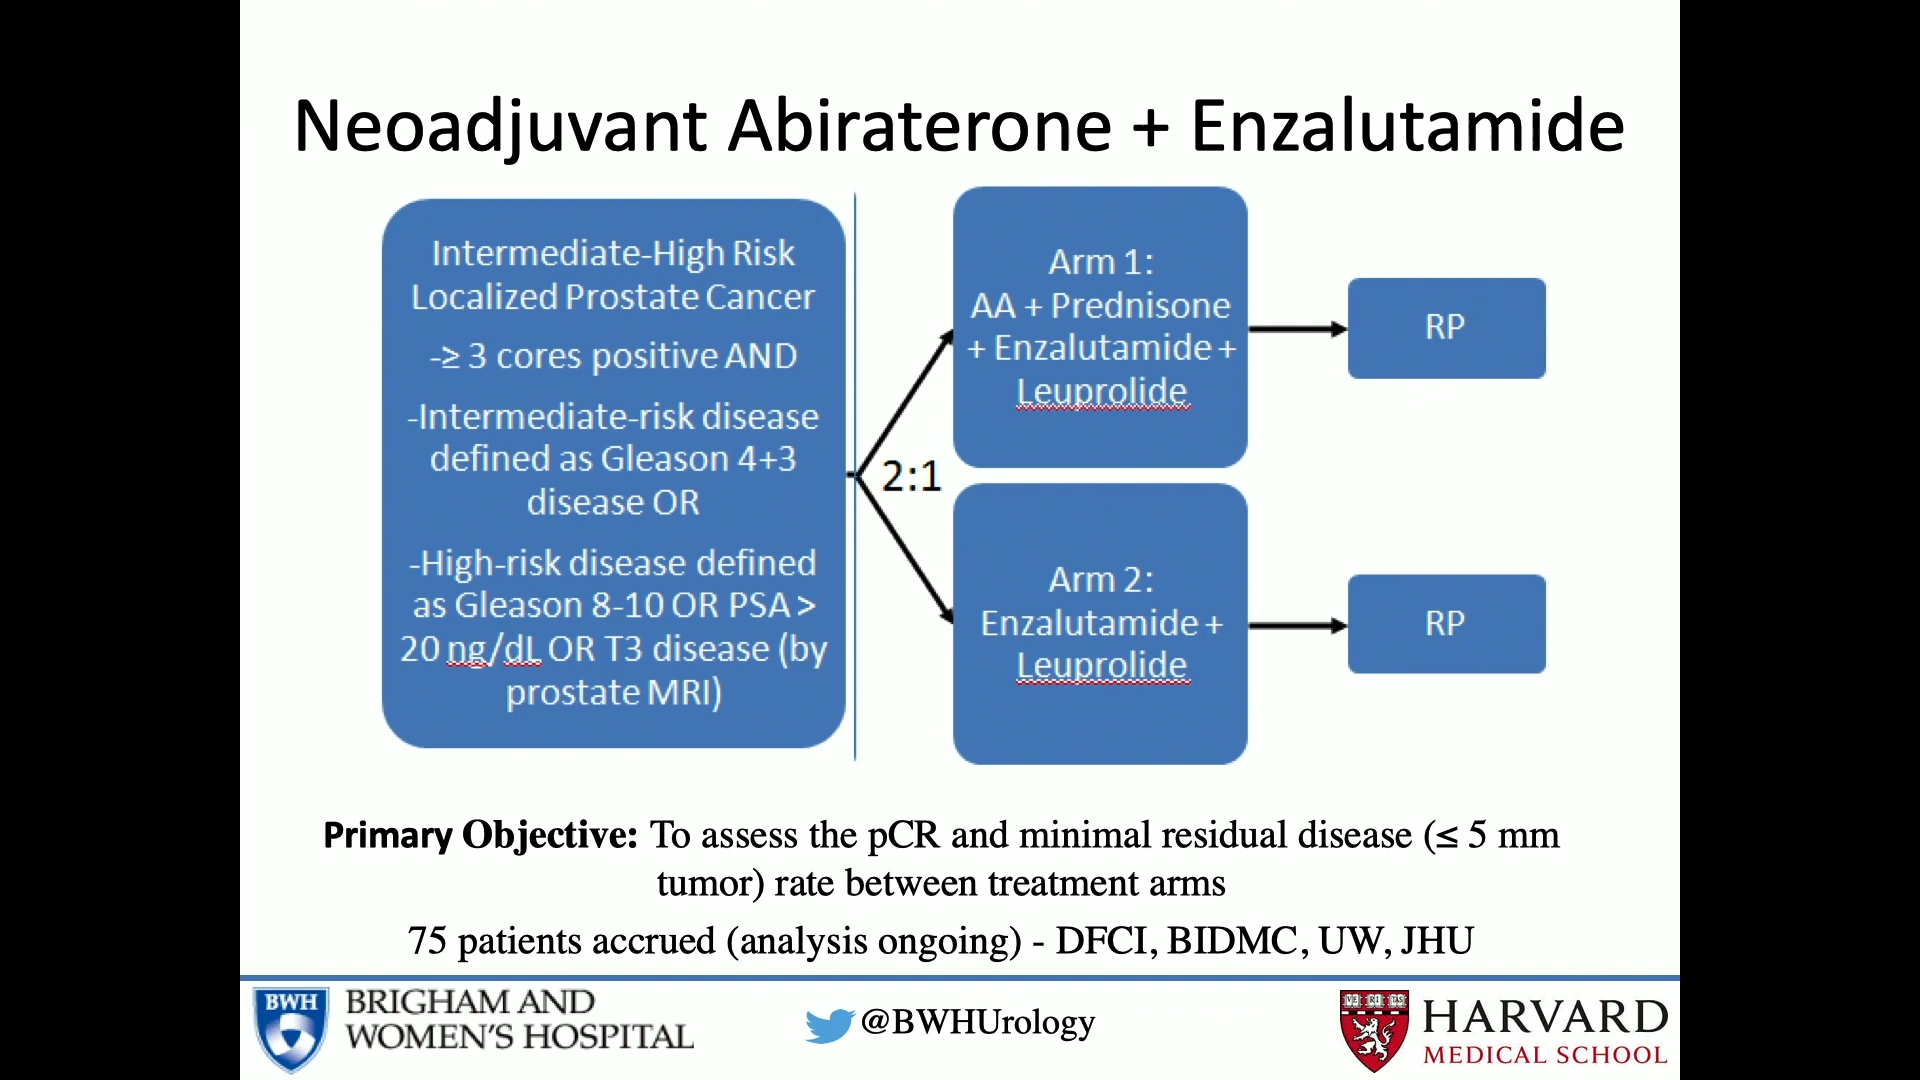 Neoadjuvant Abiraterone + Enzalutamide
Intermediate-High Risk
Localized Prostate Cancer
-≥ 3 cores positive AND
-Intermediate-risk disease
defined as Gleason 4+3
disease OR
-High-risk disease defined
as Gleason 8-10 OR PSA >
20 ng/dL OR T3 disease (by
prostate MRI)
2:1
Arm 1:
AA + Prednisone
+ Enzalutamide +
Leuprolide
RP
Arm 2:
Enzalutamide +
Leuprolide
RP
Primary Objective: To assess the pCR and minimal residual disease (≤ 5 mm
tumor) rate between treatment arms
75 patients accrued (analysis ongoing) - DFCI, BIDMC, UW, JHU
BWH
BRIGHAM AND
WOMEN'S HOSPITAL
@BWHUrology
VE RI TAS
HARVARD
MEDICAL SCHOOL